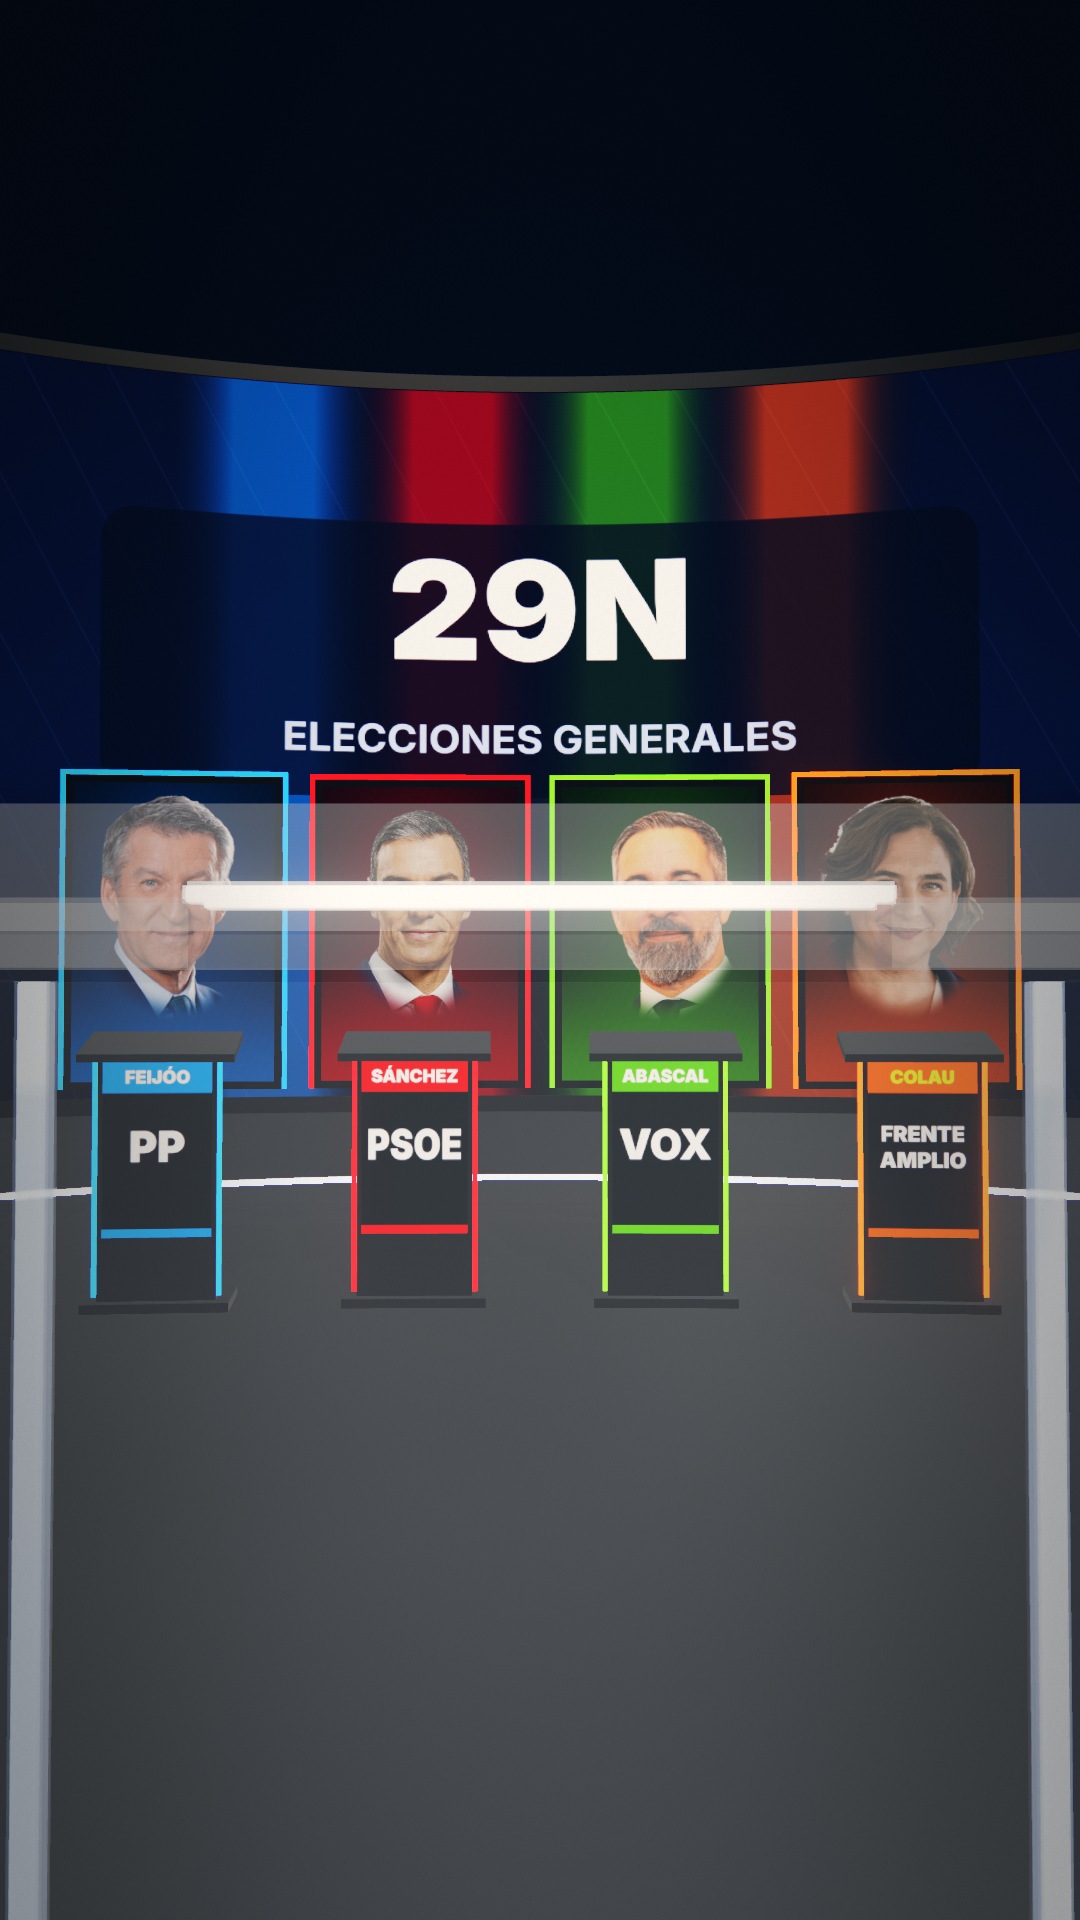 29N
ELECCIONES GENERALES
FEIJÓO
PP
SÁNCHEZ
PSOE
ABASCAL
VOX
COLAU
FRENTE
AMPLIO